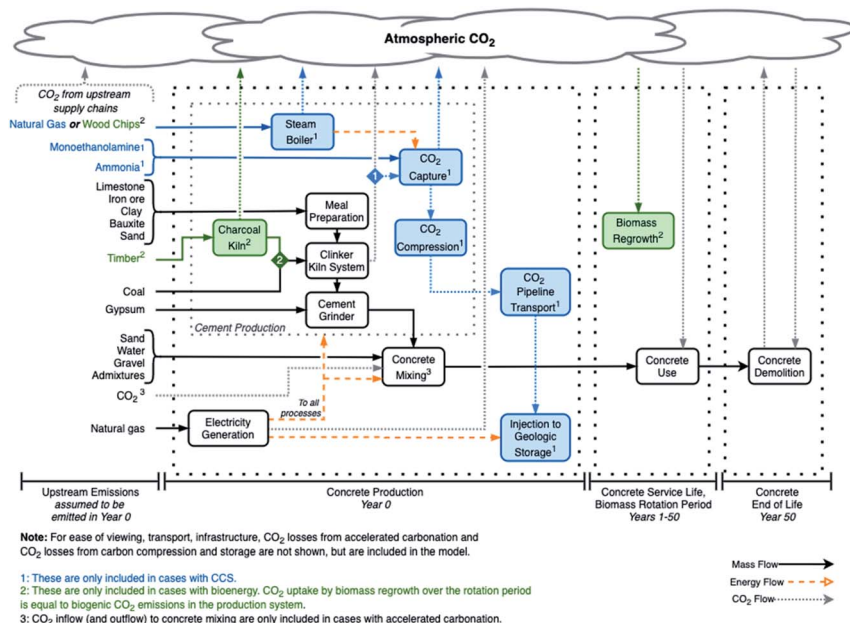 Atmospheric CO2
CO2 from upstream
supply chains
Natural Gas or Wood Chips2
Monoethanolamine1
Ammonia1
Limestone
Iron ore
Clay
Bauxite
Sand
Timber2
Coal
Gypsum
Sand
Water
Gravel
Admixtures
CO2 3
Natural gas
Steam
Boiler1
CO2
Capture1
1
Meal
Preparation
CO2
Compression1
Charcoal
Kiln2
2
Clinker
Kiln System
Cement
Grinder
Cement Production
CO2
Pipeline
Transport1
Concrete
Mixing3
To all
processes
Electricity
Generation
Injection to
Geologic
Storage1
Biomass
Regrowth2
Concrete
Use
Concrete
Demolition
Upstream Emissions
assumed to be
emitted in Year 0
Concrete Production
Year 0
Concrete Service Life,
Biomass Rotation Period
Years 1-50
Concrete
End of Life
Year 50
Note: For ease of viewing, transport, infrastructure, CO2 losses from accelerated carbonation and
CO2 losses from carbon compression and storage are not shown, but are included in the model.
1: These are only included in cases with CCS.
2: These are only included in cases with bioenergy. CO2 uptake by biomass regrowth over the rotation period
is equal to biogenic CO2 emissions in the production system.
3: CO2 inflow (and outflow) to concrete mixing are only included in cases with accelerated carbonation.
Mass Flow
Energy Flow
CO2 Flow